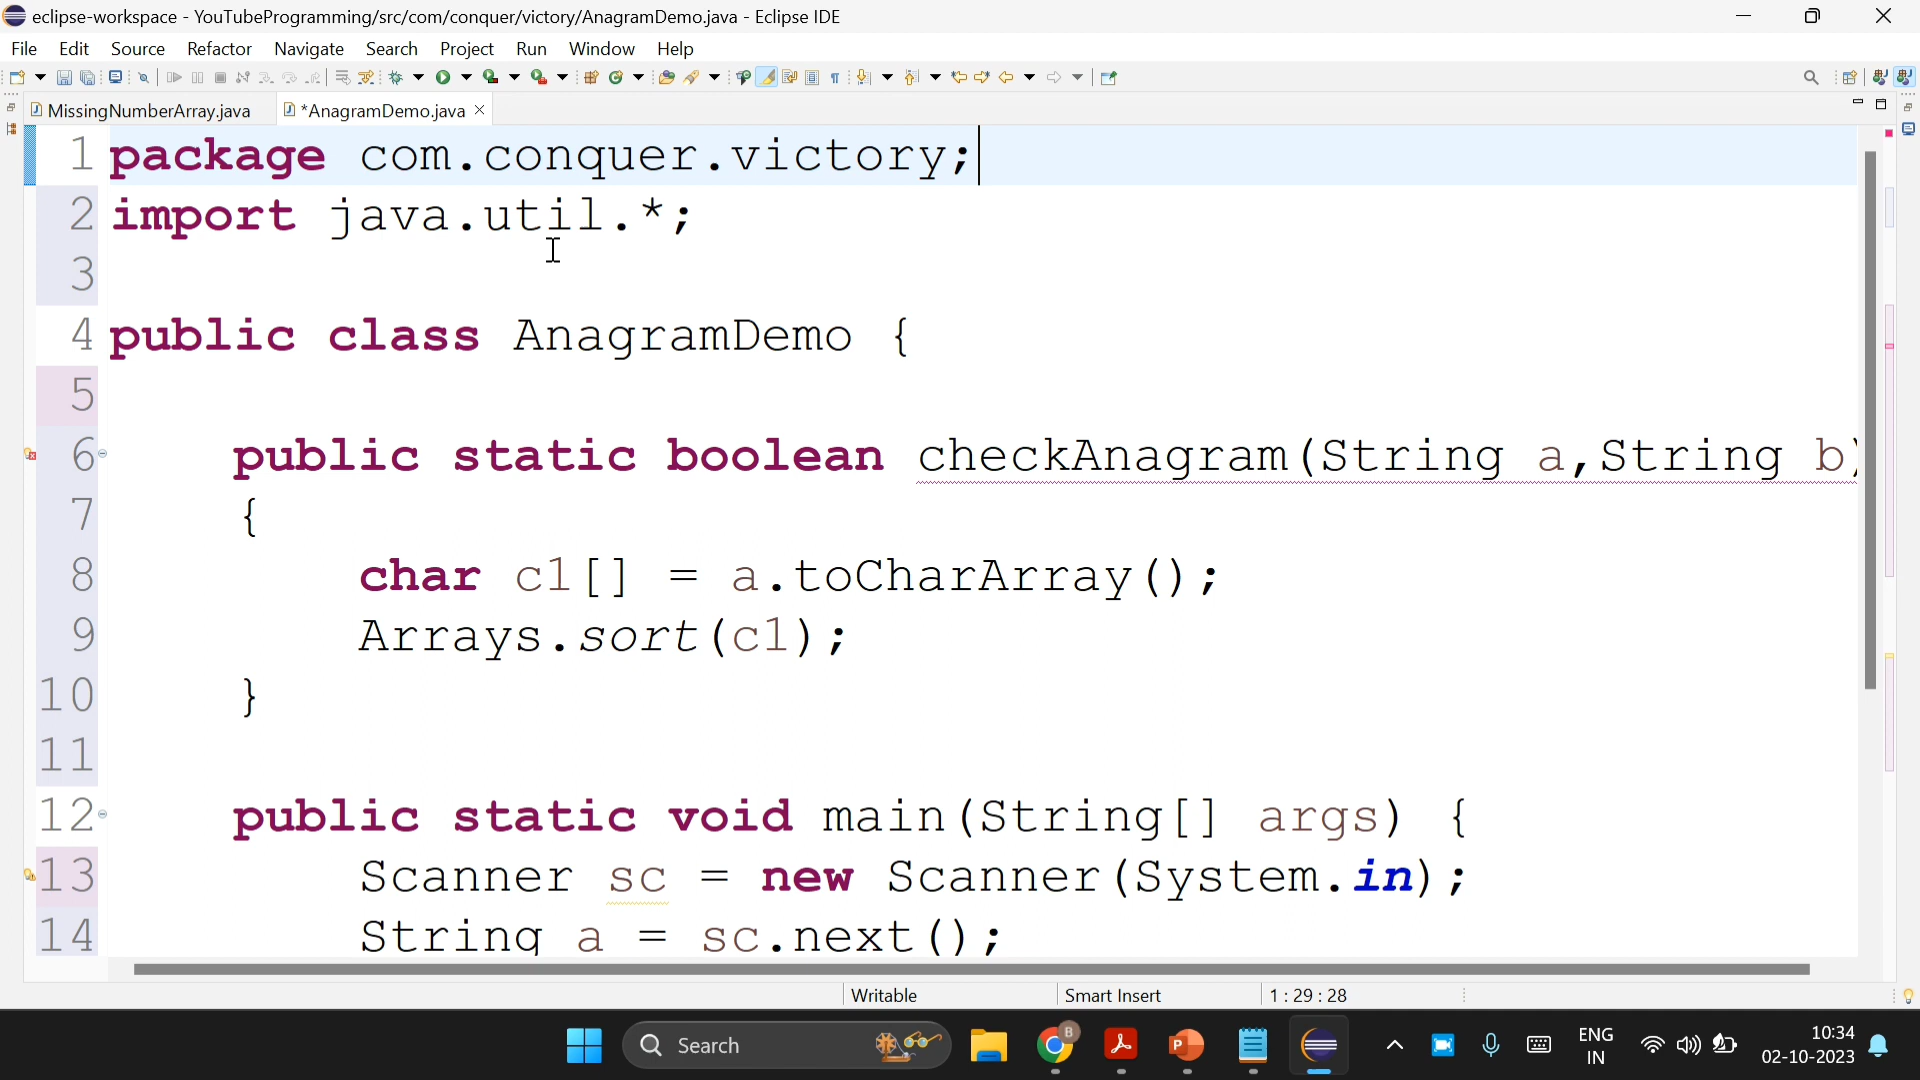 eclipse-workspace - YouTubeProgramming/src/com/conquer/victory/AnagramDemo.java - Eclipse IDE
File Edit Source Refactor Navigate Search Project Run Window Help
MissingNumberArray.java *AnagramDemo.java
1 package com.conquer.victory;
2 import java.util.*;
3
4 public class AnagramDemo {
5
6 public static boolean checkAnagram(String a,String b)
7 {
8 char c1[] = a.toCharArray();
9 Arrays.sort(c1);
10 }
11
12 public static void main(String[] args) {
13 Scanner sc = new Scanner(System.in);
14 String a = sc.next();
Writable Smart Insert 1 : 29 : 28
Search
B
ENG
IN
10:34
02-10-2023